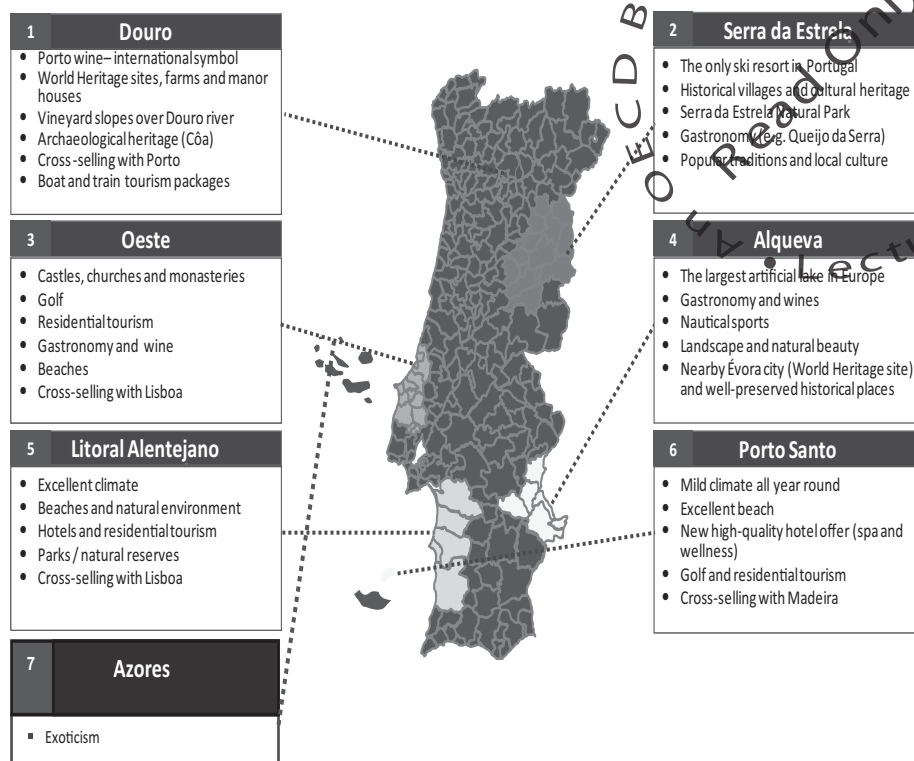 1 Douro
• Porto wine– international symbol
• World Heritage sites, farms and manor
houses
• Vineyard slopes over Douro river
• Archaeological heritage (Côa)
• Cross -selling with Porto
• Boat and train tourism packages
2 Serra da Estrela
• The only ski resort in Portugal
• Historical villages and cultural heritage
• Serra da Estrela Natural Park
• Gastronomy (e.g. Queijo da Serra)
• Popular traditions and local culture
3 Oeste
• Castles, churches and monasteries
• Golf
• Residential tourism
• Gastronomy and wine
• Beaches
• Cross-selling with Lisboa
4 Alqueva
• The largest artificial lake in Europe
• Gastronomy and wines
• Nautical sports
• Landscape and natural beauty
• Nearby Évora city (World Heritage site)
and well-preserved historical places
5 Litoral Alentejano
• Excellent climate
• Beaches and natural environment
• Hotels and residential tourism
• Parks / natural reserves
• Cross-selling with Lisboa
6 Porto Santo
• Mild climate all year round
• Excellent beach
• New high-quality hotel offer (spa and
wellness)
• Golf and residential tourism
• Cross-selling with Madeira
7 Azores
▪ Exoticism
O E C D B
Read Onl
• Lectu